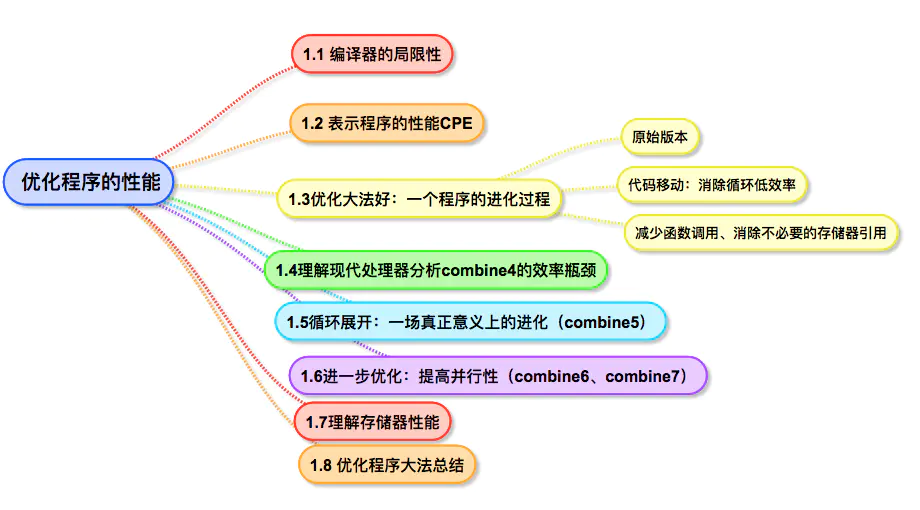 优化程序的性能
1.1 编译器的局限性
1.2 表示程序的性能CPE
1.3优化大法好：一个程序的进化过程
原始版本
代码移动：消除循环低效率
减少函数调用、消除不必要的存储器引用
1.4理解现代处理器分析combine4的效率瓶颈
1.5循环展开：一场真正意义上的进化（combine5）
1.6进一步优化：提高并行性（combine6、combine7）
1.7理解存储器性能
1.8 优化程序大法总结